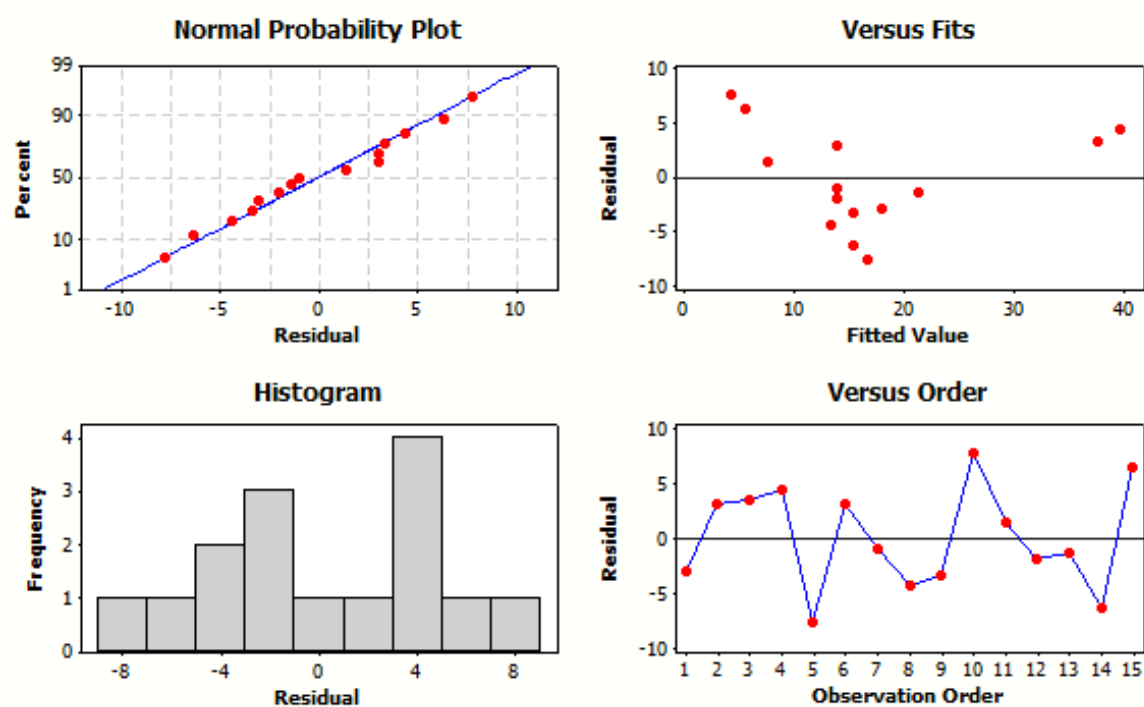 Normal Probability Plot
99
90
50
10
1
Percent
-10 -5 0 5 10
Residual
Versus Fits
10
5
0
-5
-10
Residual
0 10 20 30 40
Fitted Value
Histogram
4
3
2
1
0
Frequency
-8 -4 0 4 8
Residual
Versus Order
10
5
0
-5
-10
Residual
1 2 3 4 5 6 7 8 9 10 11 12 13 14 15
Observation Order